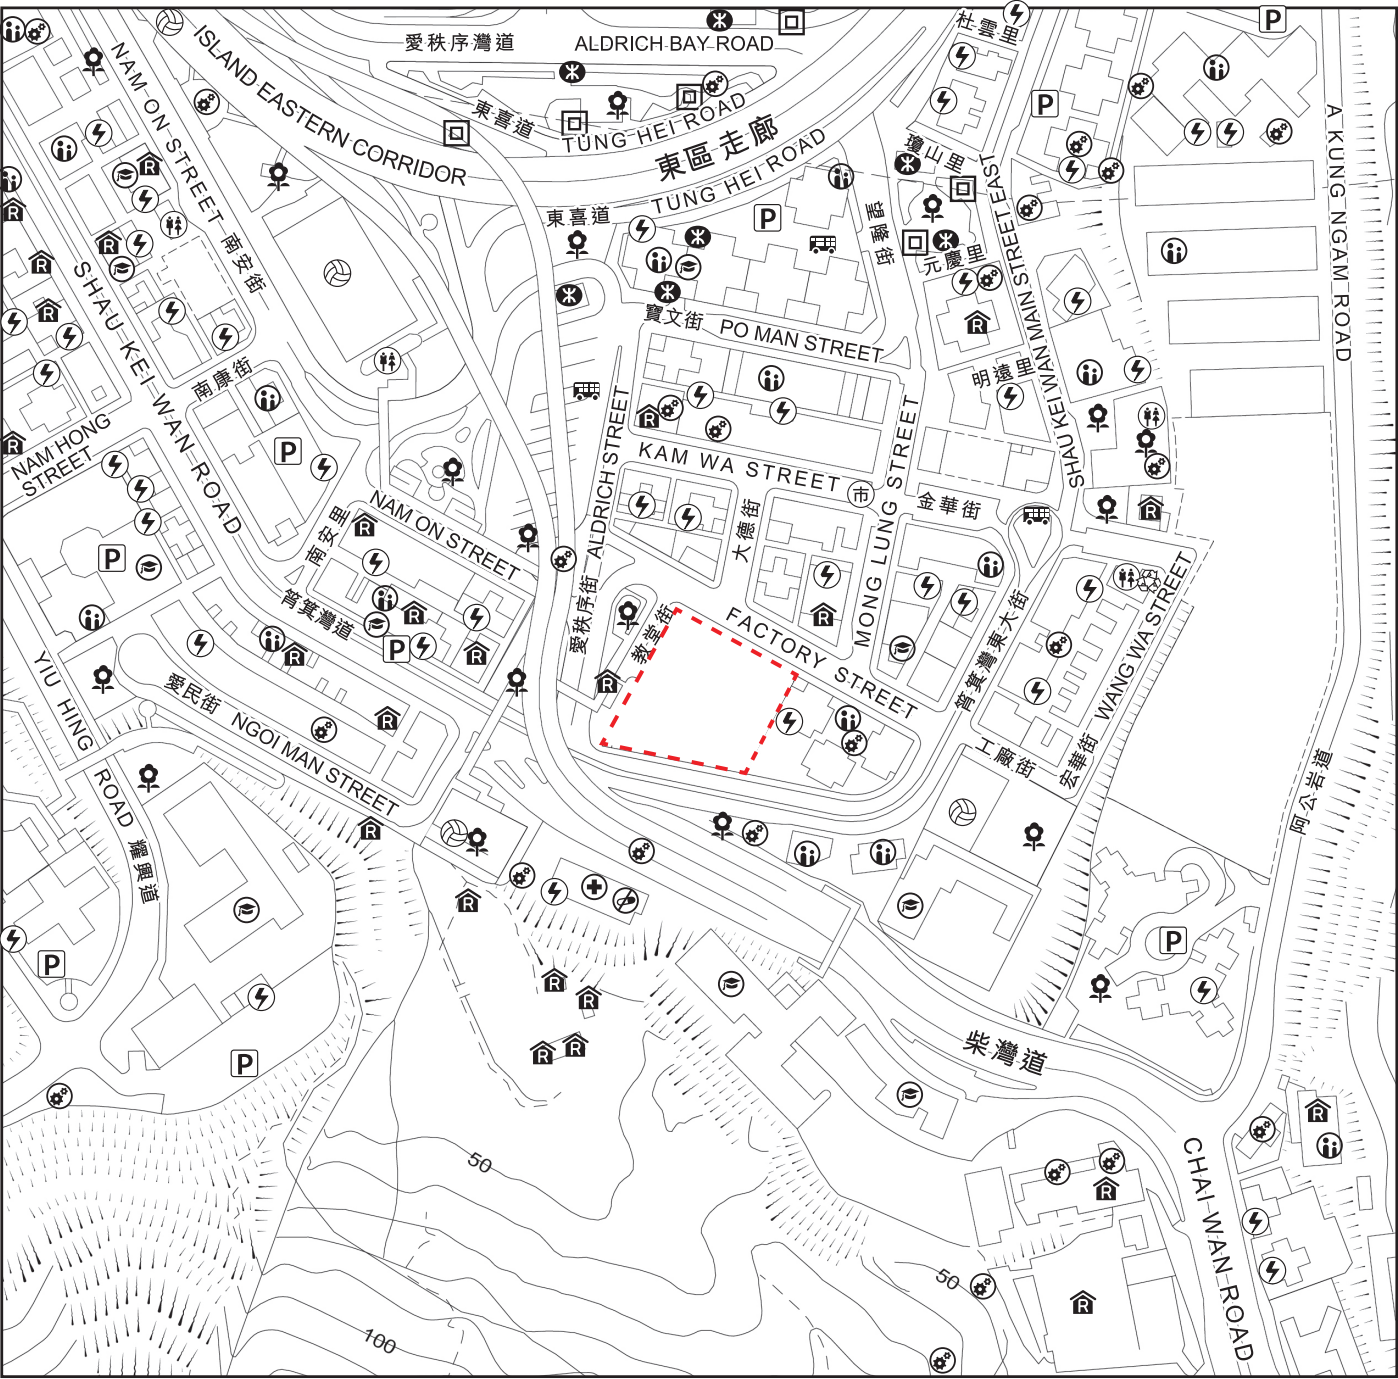 杜雲里
P
愛秩序灣道
ALDRICH BAY ROAD
NAM ON STREET
南安街
ISLAND EASTERN CORRIDOR
東喜道
TUNG HEI ROAD
P
東區走廊
TUNG HEI ROAD
瓊山里
A KUNG NGAM ROAD
R
R
東喜道
P
望隆街
SHAU KEI WAN MAIN STREET EAST
元慶里
R
R
R
SHAU KEI WAN ROAD
寶文街
PO MAN STREET
R
南康街
明遠里
ALDRICH STREET
R
R
NAM HONG STREET
P
KAM WA STREET
市
金華街
MONG LUNG STREET
NAM ON STREET
南安里
R
大德街
R
P
愛秩序街
WANG WA STREET
宏華街
筲箕灣道
R
P
R
教堂街
FACTORY STREET
R
R
R
筲箕灣東大街
YIU HING ROAD
耀興道
愛民街
NGOI MAN STREET
R
工廠街
阿公岩道
R
R
P
P
R
R
P
R
R
柴灣道
R
50
CHAI WAN ROAD
R
50
R
100